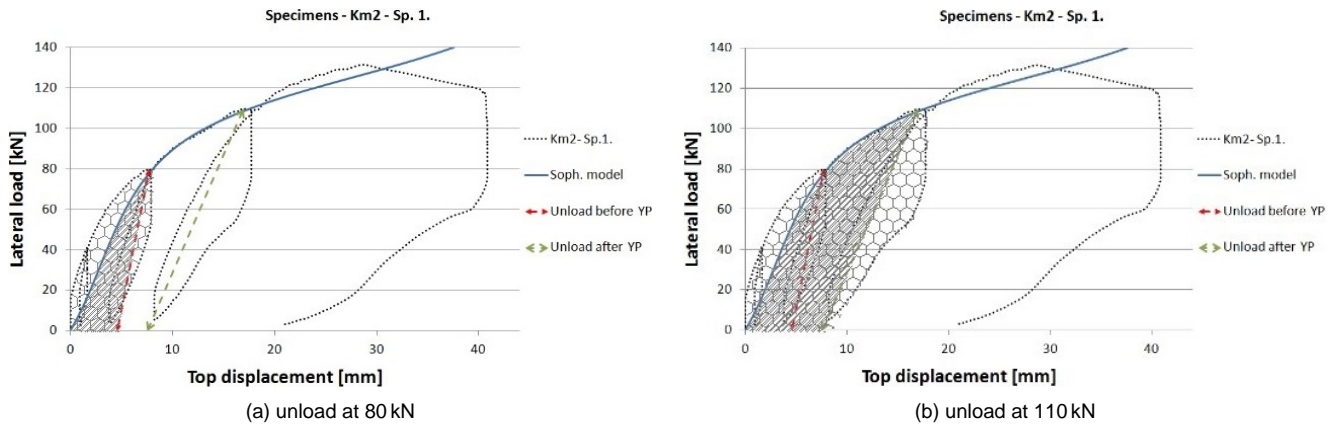 Specimens - Km2 - Sp. 1.
140
120
100
80
60
40
20
0
Lateral load [kN]
0 10 20 30 40
Top displacement [mm]
Km2- Sp.1.
Soph. model
Unload before YP
Unload after YP
(a) unload at 80 kN
Specimens - Km2 - Sp. 1.
140
120
100
80
60
40
20
0
Lateral load [kN]
0 10 20 30 40
Top displacement [mm]
Km2- Sp.1.
Soph. model
Unload before YP
Unload after YP
(b) unload at 110 kN